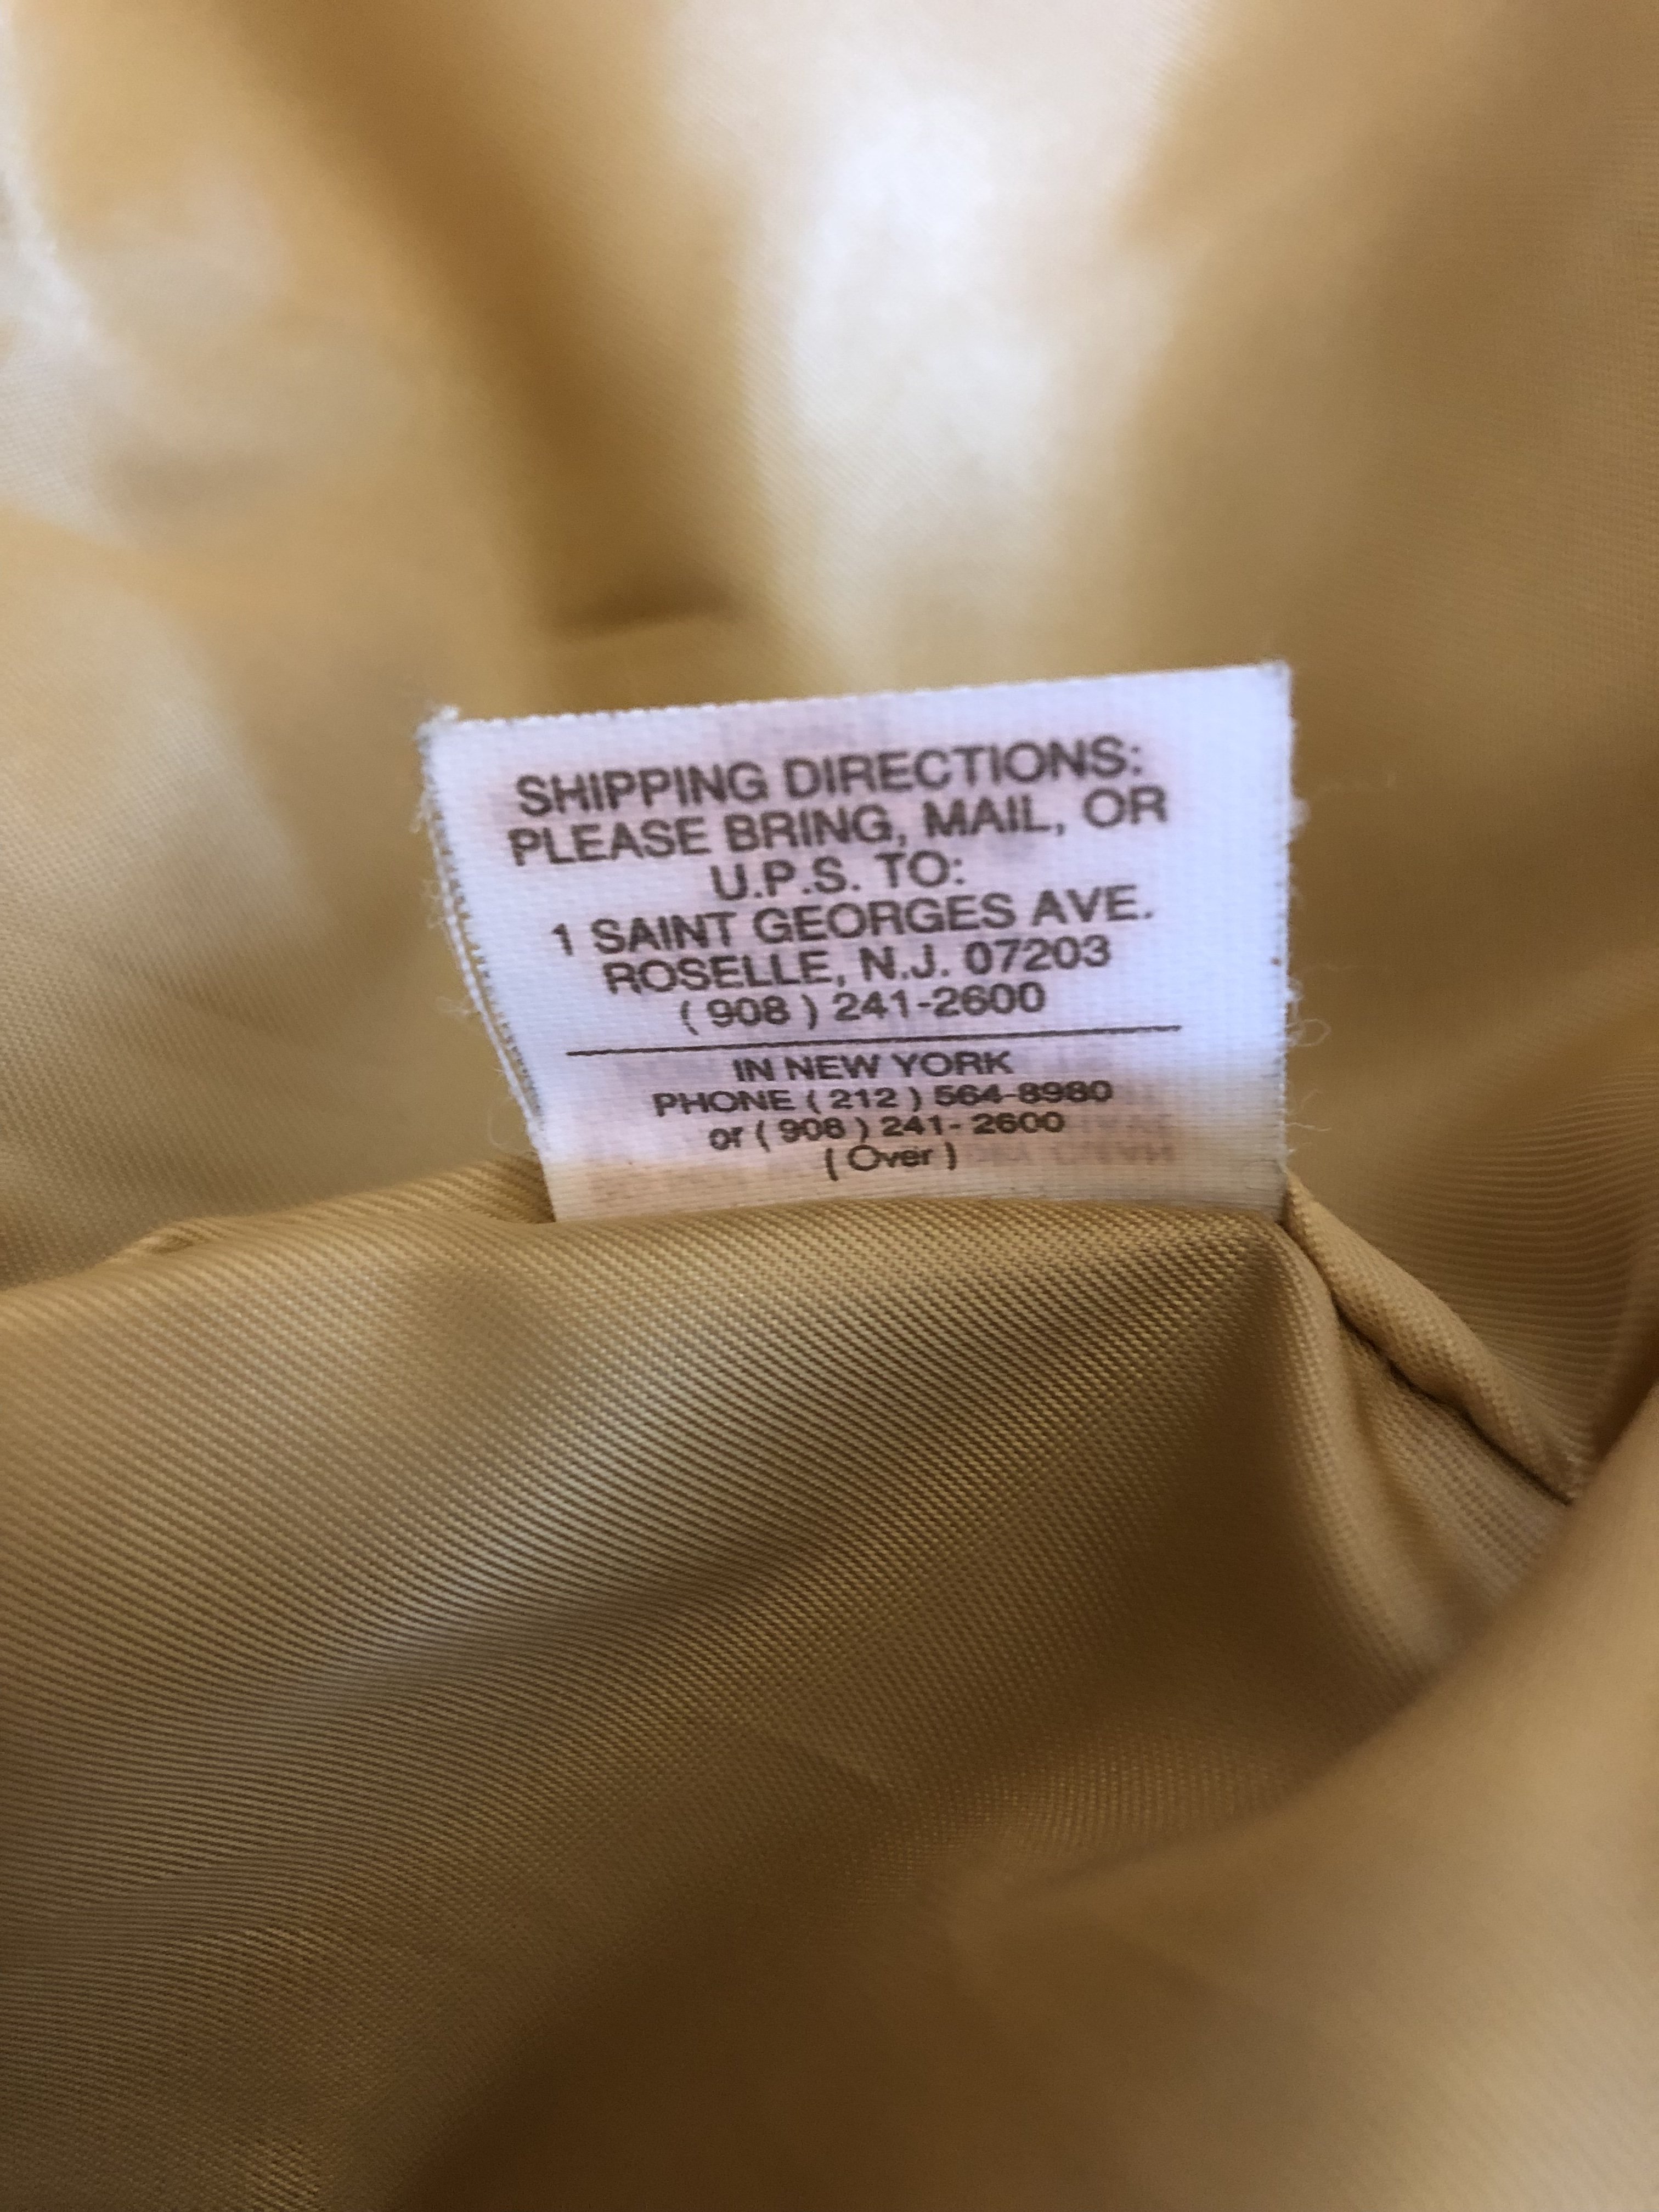 SHIPPING DIRECTIONS:
PLEASE BRING, MAIL, OR
U.P.S. TO:
1 SAINT GEORGES AVE.
ROSELLE, N.J. 07203
( 908 ) 241-2600
IN NEW YORK
PHONE ( 212 ) 564-8980
or ( 908 ) 241- 2600
( Over )